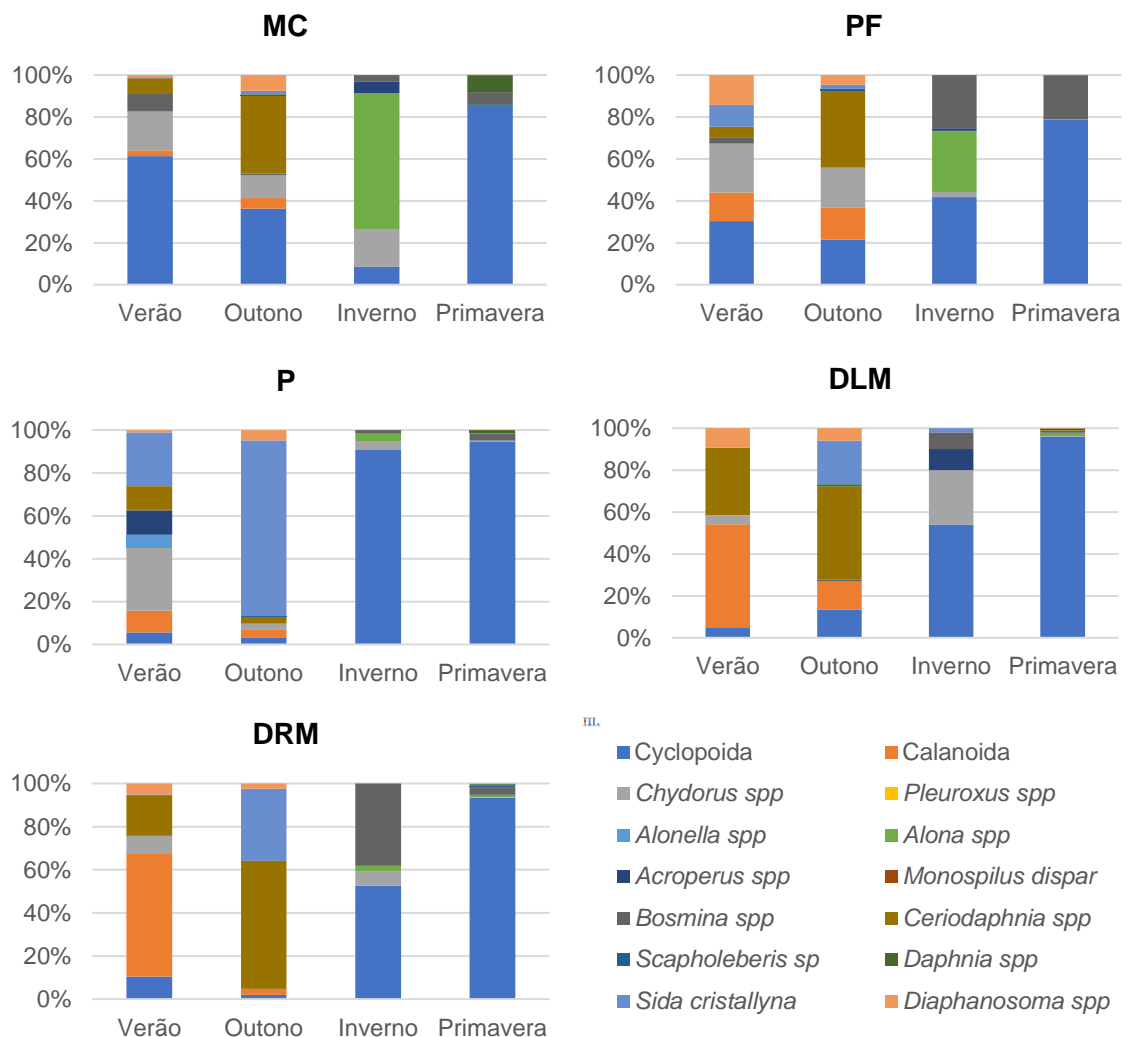 MC
100%
80%
60%
40%
20%
0%
Verão Outono Inverno Primavera
PF
100%
80%
60%
40%
20%
0%
Verão Outono Inverno Primavera
P
100%
80%
60%
40%
20%
0%
Verão Outono Inverno Primavera
DLM
100%
80%
60%
40%
20%
0%
Verão Outono Inverno Primavera
DRM
100%
80%
60%
40%
20%
0%
Verão Outono Inverno Primavera
Cyclopoida Calanoida
Chydorus spp Pleuroxus spp
Alonella spp Alona spp
Acroperus spp Monospilus dispar
Bosmina spp Ceriodaphnia spp
Scapholeberis sp Daphnia spp
Sida cristallyna Diaphanosoma spp